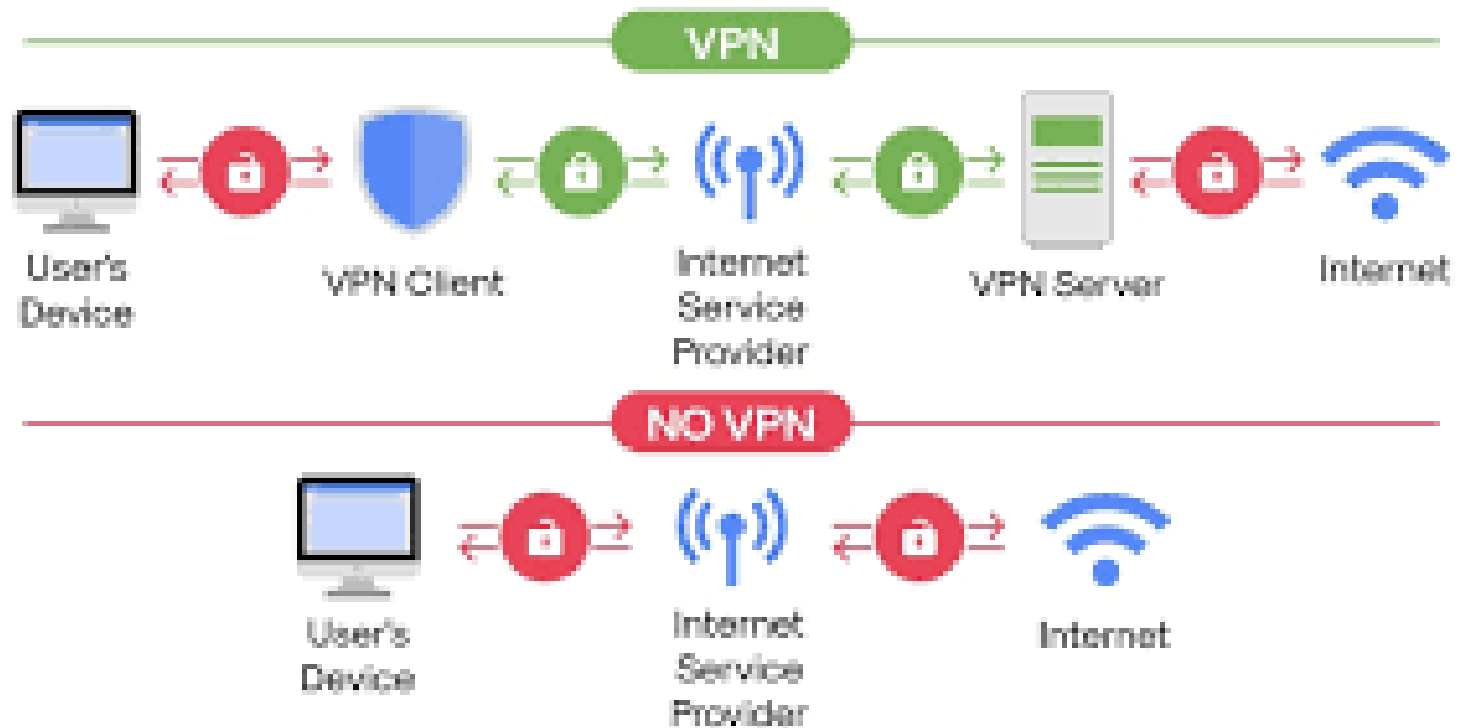 VPN
User's
Device
VPN Client
Internet
Service
Provider
VPN Server
Internet
NO VPN
User's
Device
Internet
Service
Provider
Internet